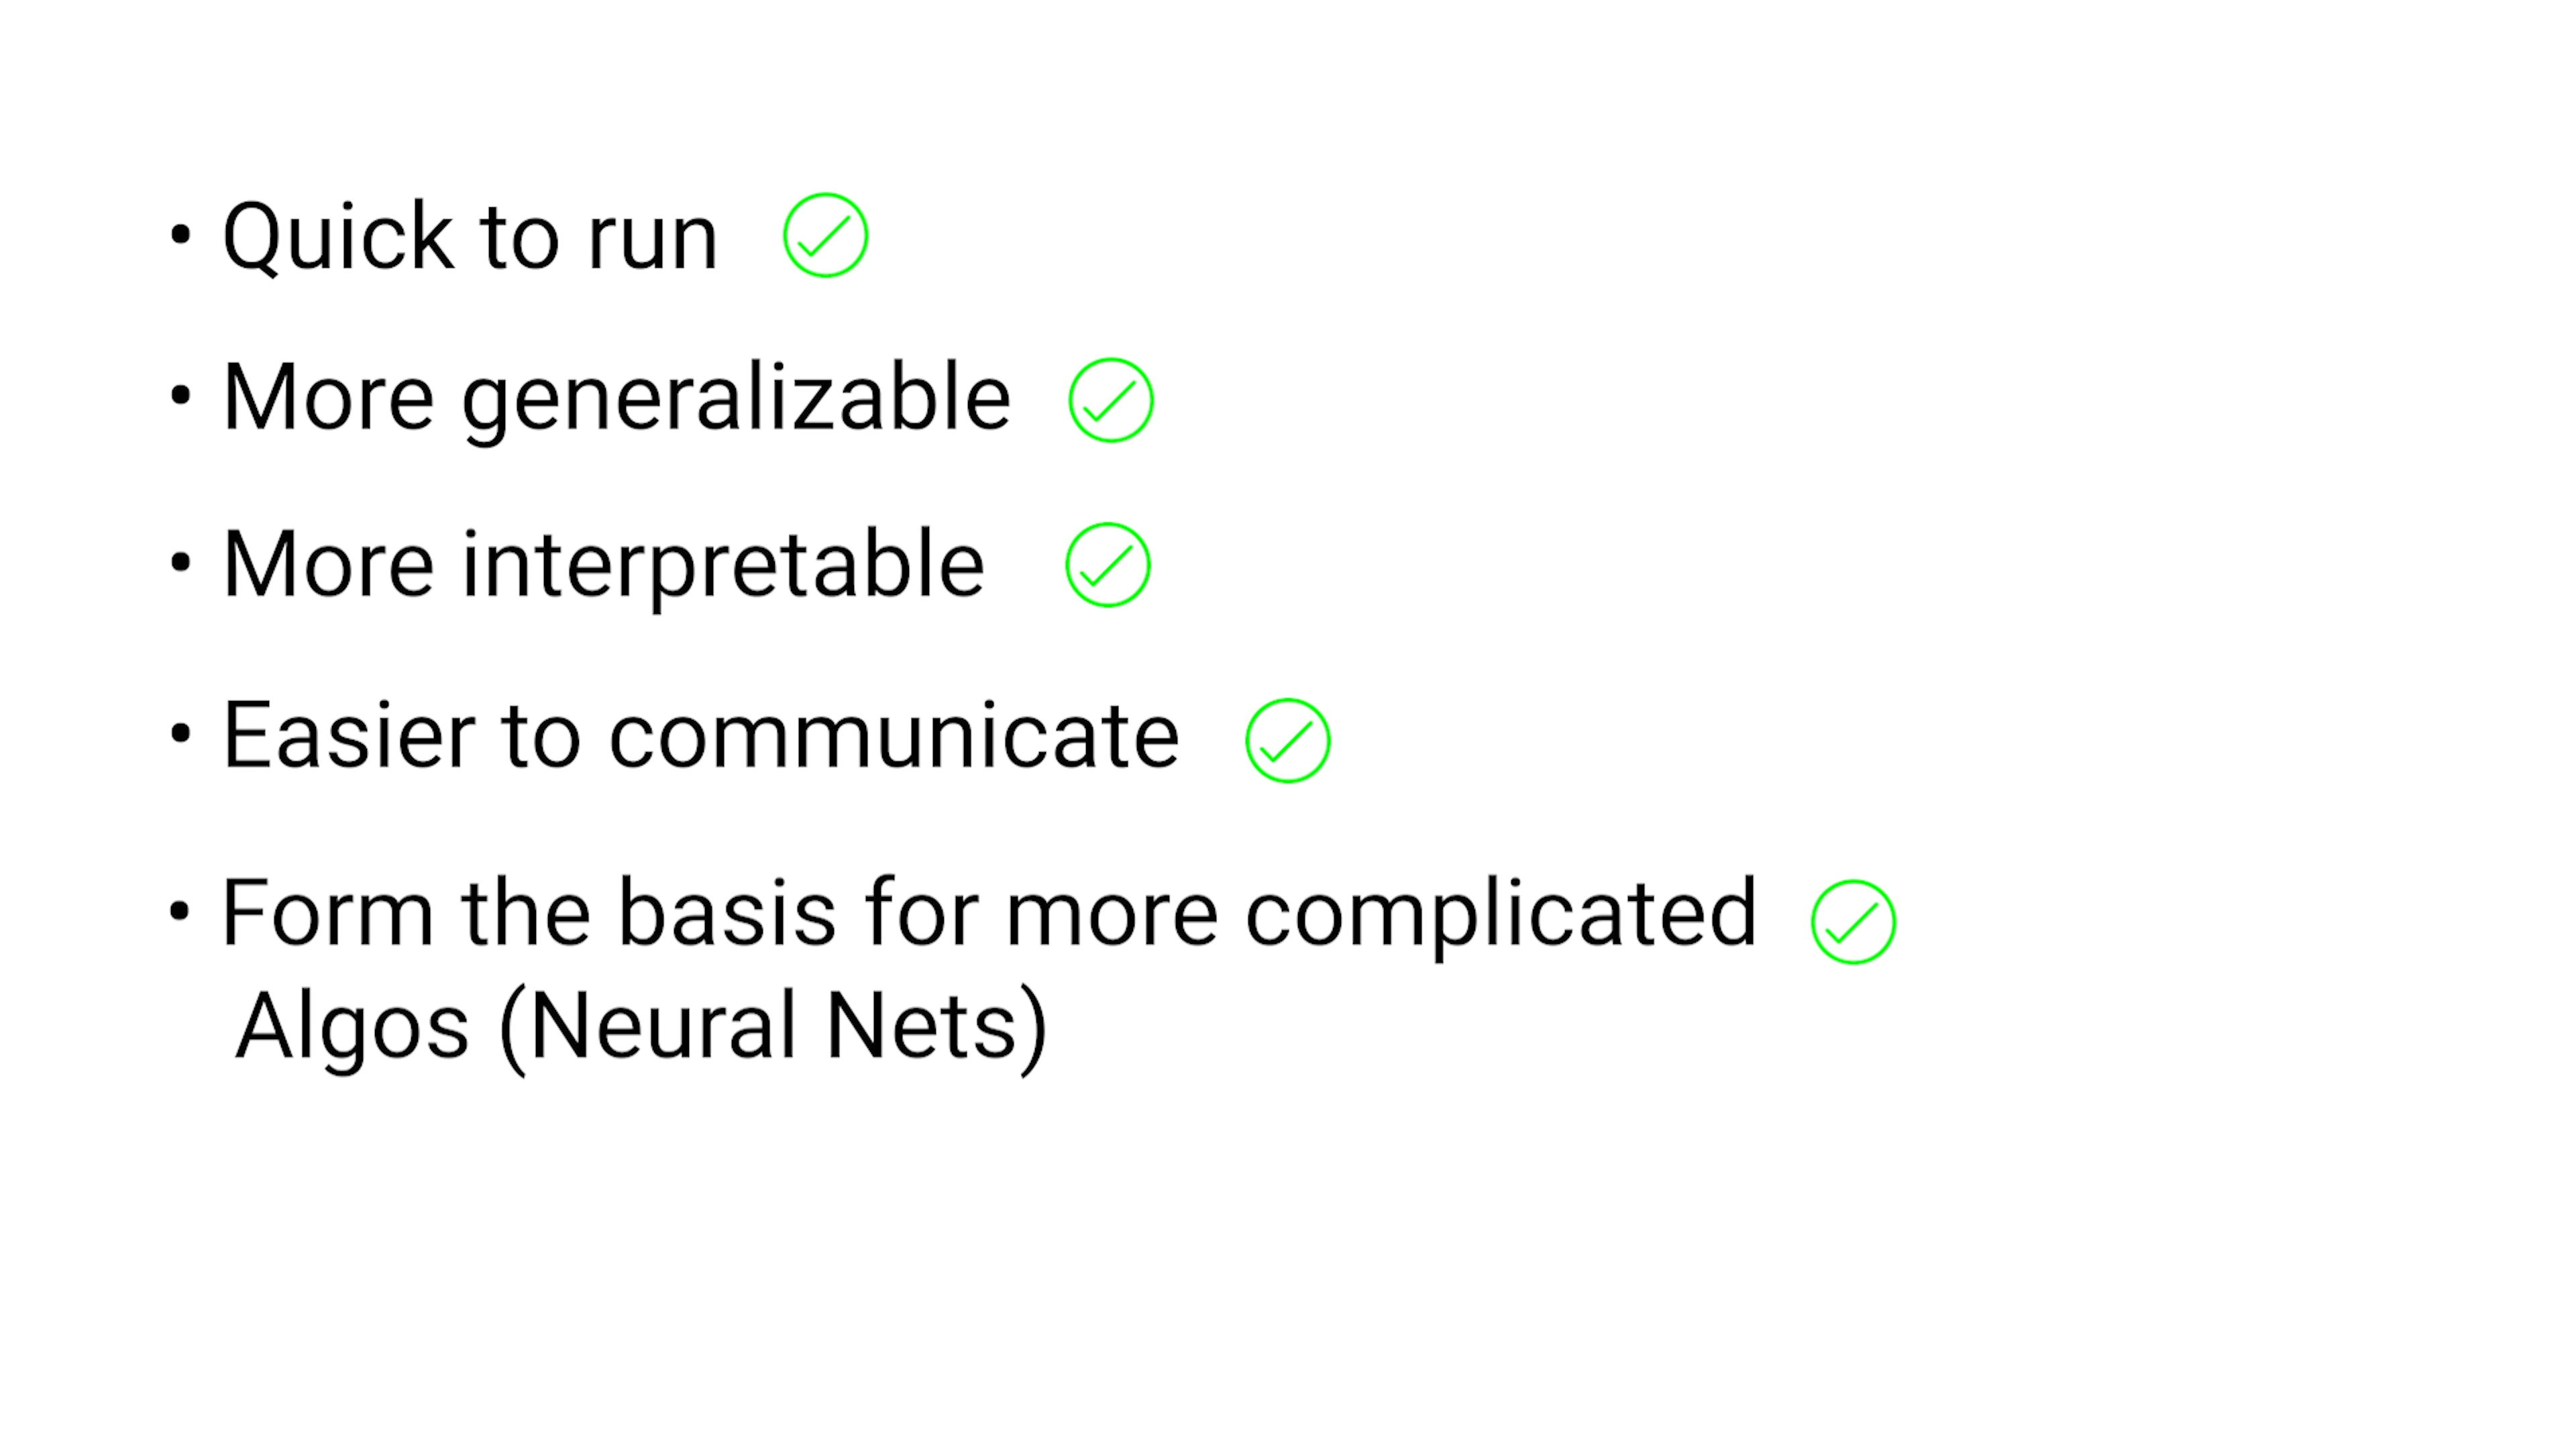 • Quick to run
• More generalizable
• More interpretable
• Easier to communicate
• Form the basis for more complicated
Algos (Neural Nets)